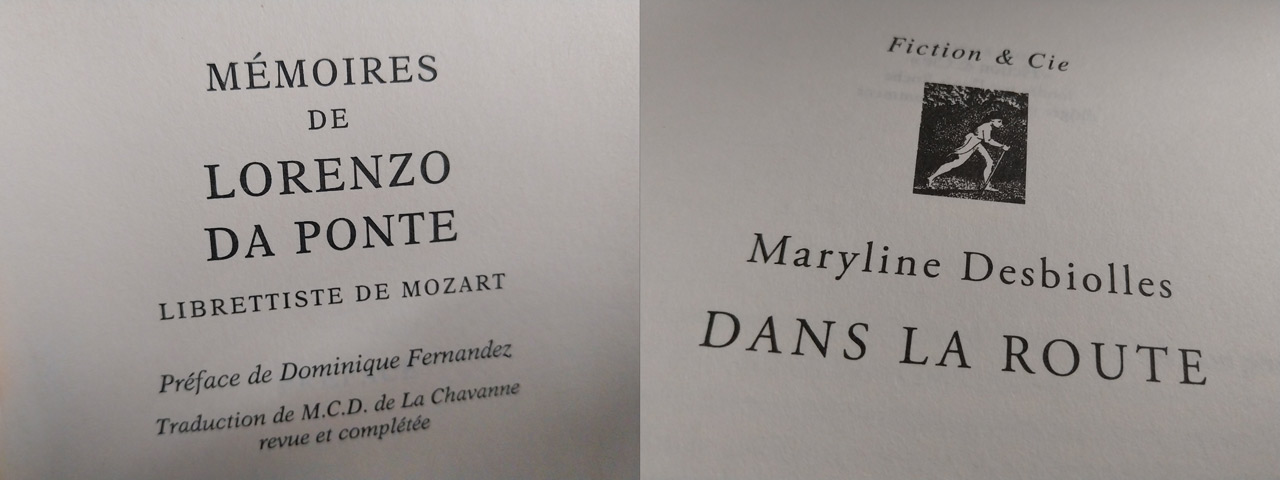 MÉMOIRES
DE
LORENZO
DA PONTE
LIBRETTISTE DE MOZART
Préface de Dominique Fernandez
Traduction de M.C.D. de La Chavanne
revue et complétée
Fiction & Cie
Maryline Desbiolles
DANS LA ROUTE